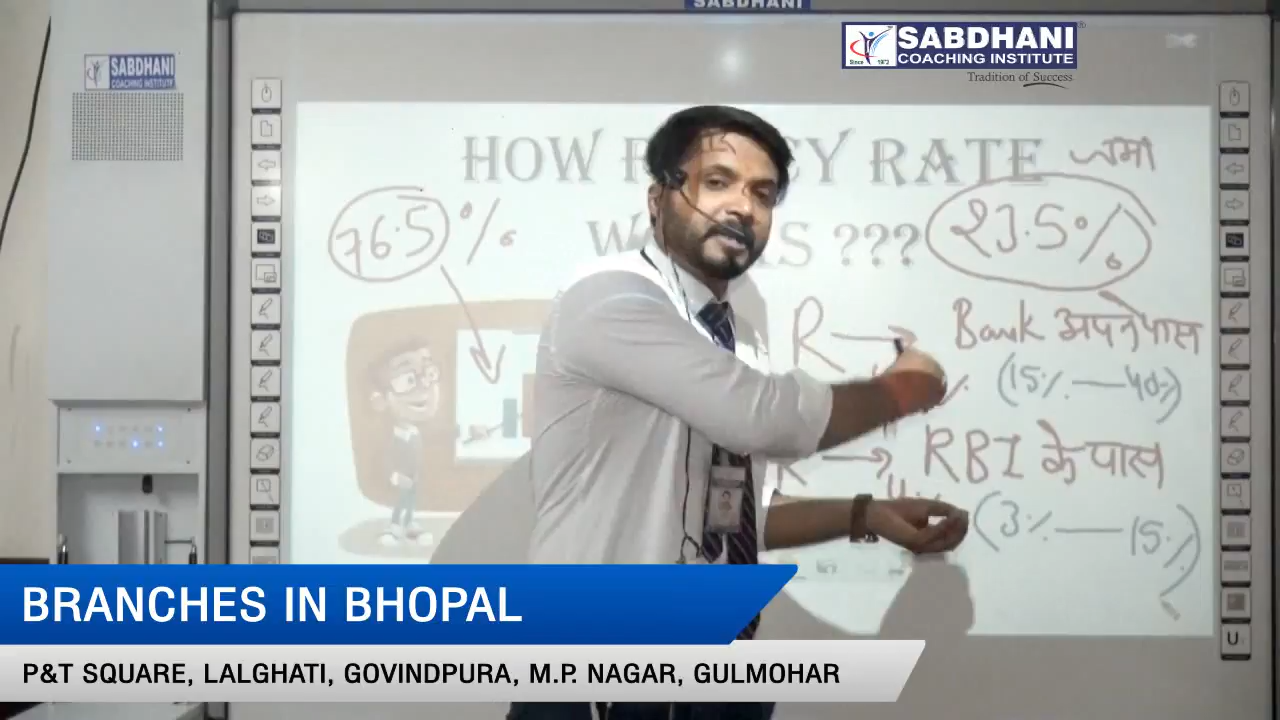 SABDHANI
SABDHANI
COACHING INSTITUTE
Since 1972
Tradition of Success
SABDHANI
COACHING INSTITUTE
HOW RATE जमा
76.5% ??? 23.5%
R → Bank अपने पास
(15% — 40%)
R → RBI के पास
4% (3% — 15%)
BRANCHES IN BHOPAL
P&T SQUARE, LALGHATI, GOVINDPURA, M.P. NAGAR, GULMOHAR